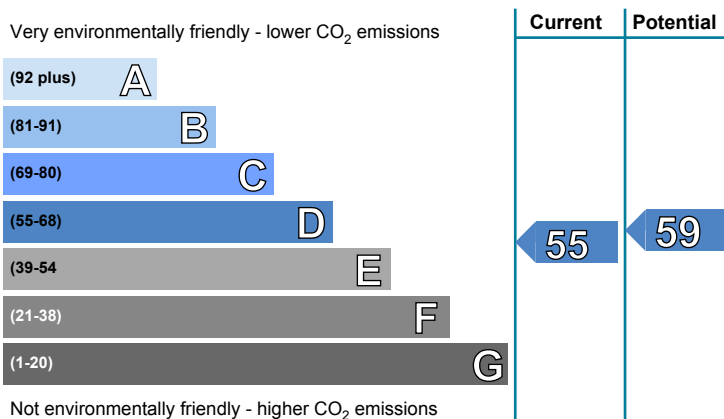 Current Potential
Very environmentally friendly - lower CO2 emissions
(92 plus) A
(81-91) B
(69-80) C
(55-68) D
55 59
(39-54 E
(21-38) F
(1-20) G
Not environmentally friendly - higher CO2 emissions